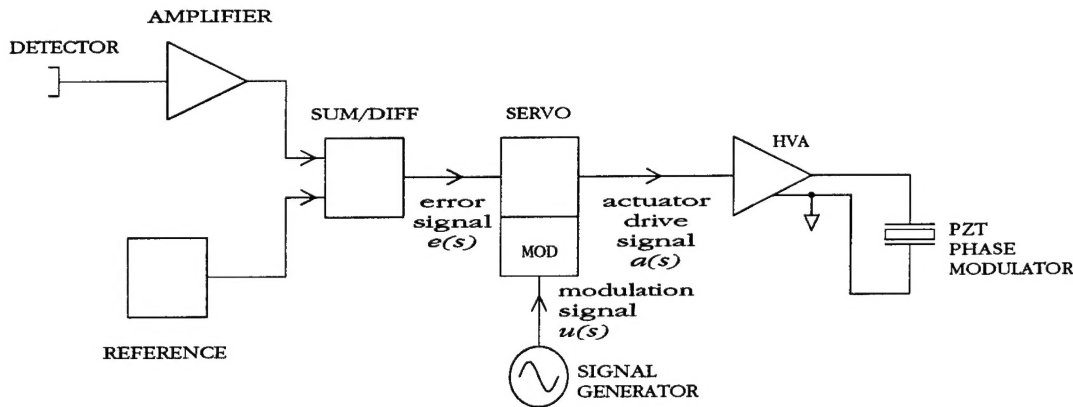 AMPLIFIER
DETECTOR
SUM/DIFF
SERVO
HVA
error
signal
e(s)
actuator
drive
signal
a(s)
MOD
PZT
PHASE
MODULATOR
modulation
signal
u(s)
REFERENCE
SIGNAL
GENERATOR